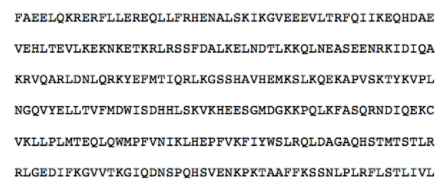 FAEELQKRERFLLEREQLLFRHENALSKIKGVEEEVLTRFQIIKEQHDAE
VEHLTEVLKEKNKETKRLRSSFDALKELNDTLKKQLNEASEENRKIDIQA
KRVQARLDNLQRKYEFMTIQRLKGSSHAVHEMKSLKQEKAPVSKTYKVPL
NGQVYELLTVFMDWISDHHLSKVKHEESGMDGKKPQLKFASQRNDIQEKC
VKLLPLMTEQLQWMPFVNIKLHEPFVKFIYWSLRQLDAGAQHSTMTSTLR
RLGEDIFKGVVTKGIQDNSPQHSVENKPKTAAFFKSSNLPLRFLSTLIVL